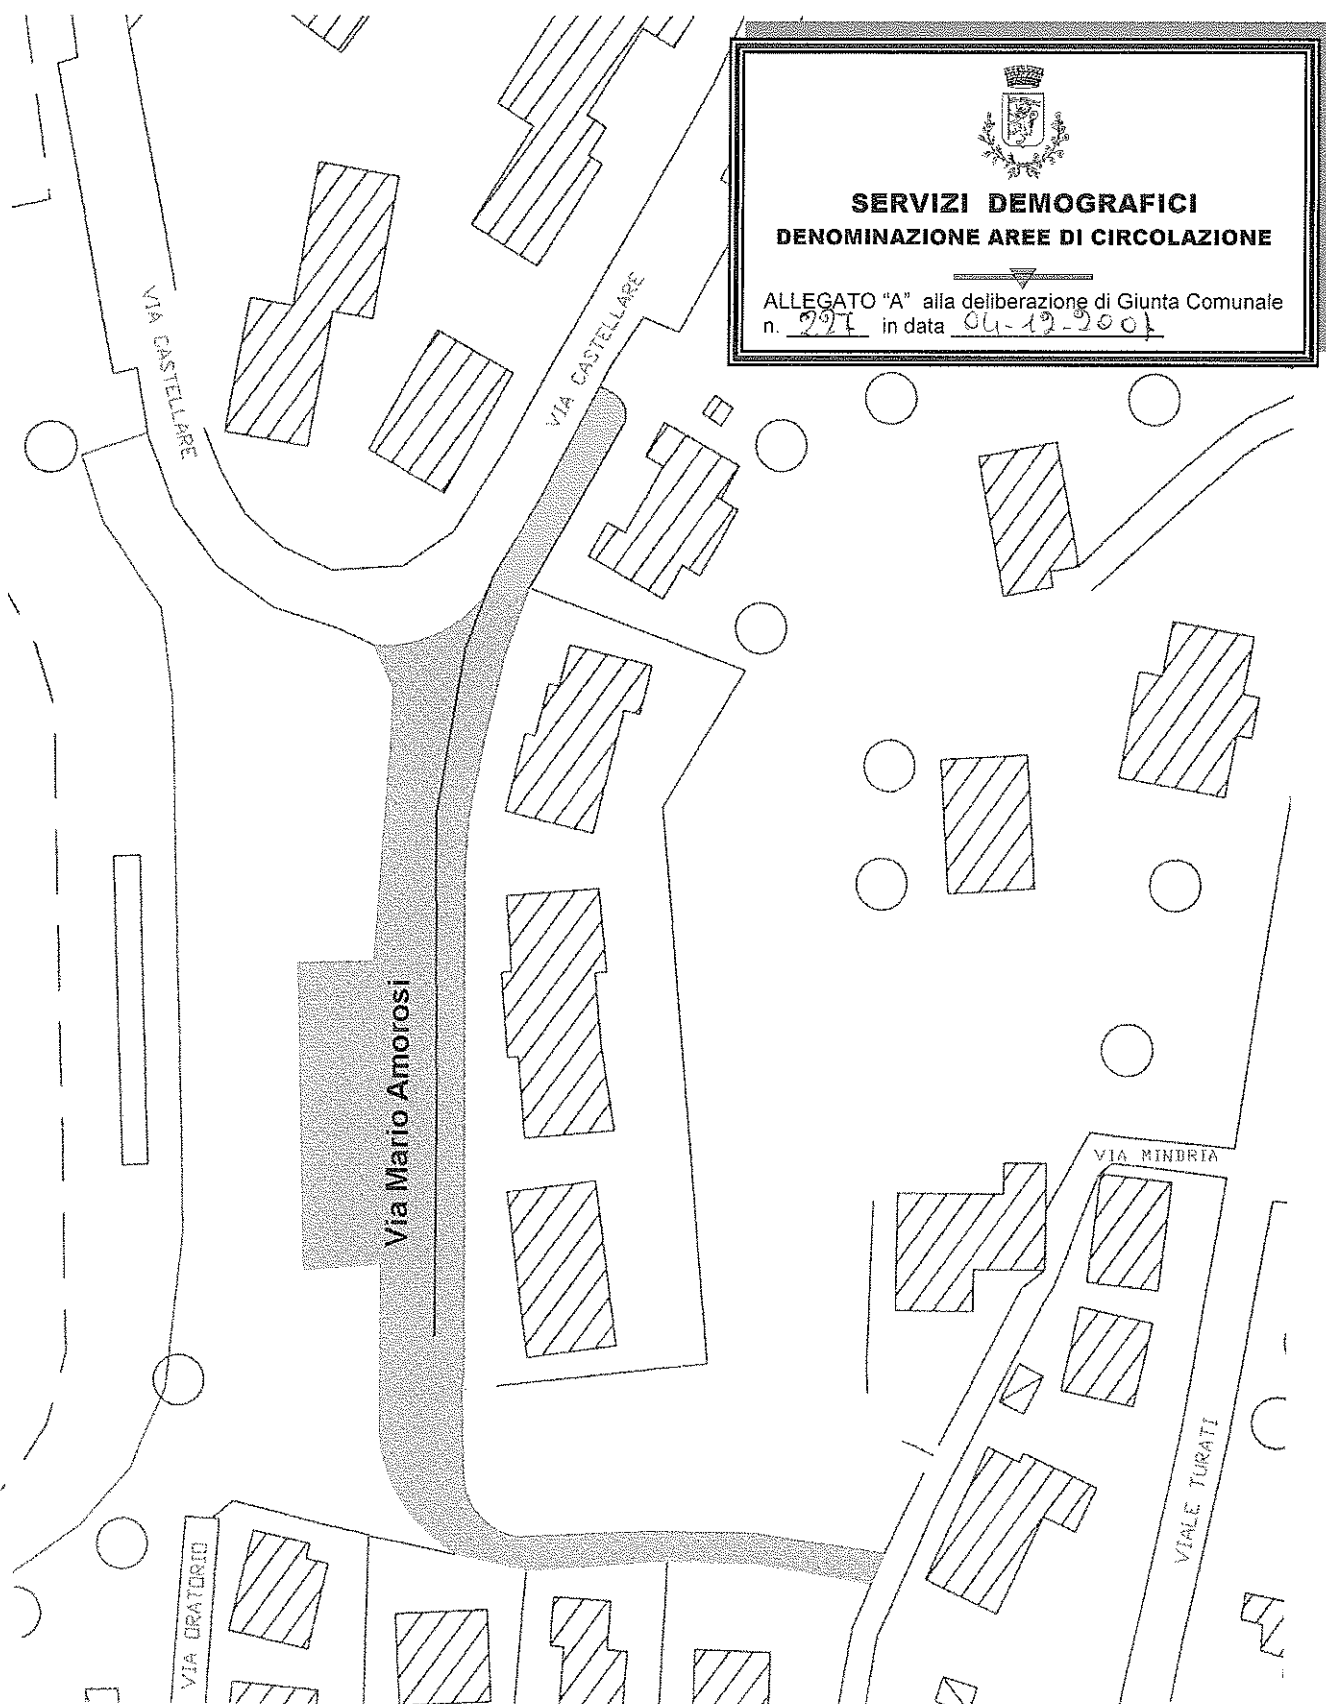 SERVIZI DEMOGRAFICI
DENOMINAZIONE AREE DI CIRCOLAZIONE
ALLEGATO "A" alla deliberazione di Giunta Comunale
n. 227 in data 04-12-2007
VIA CASTELLARE
VIA CASTELLARE
Via Mario Amorosi
VIA MINDRIA
VIALE TURATI
VIA ORATORIO